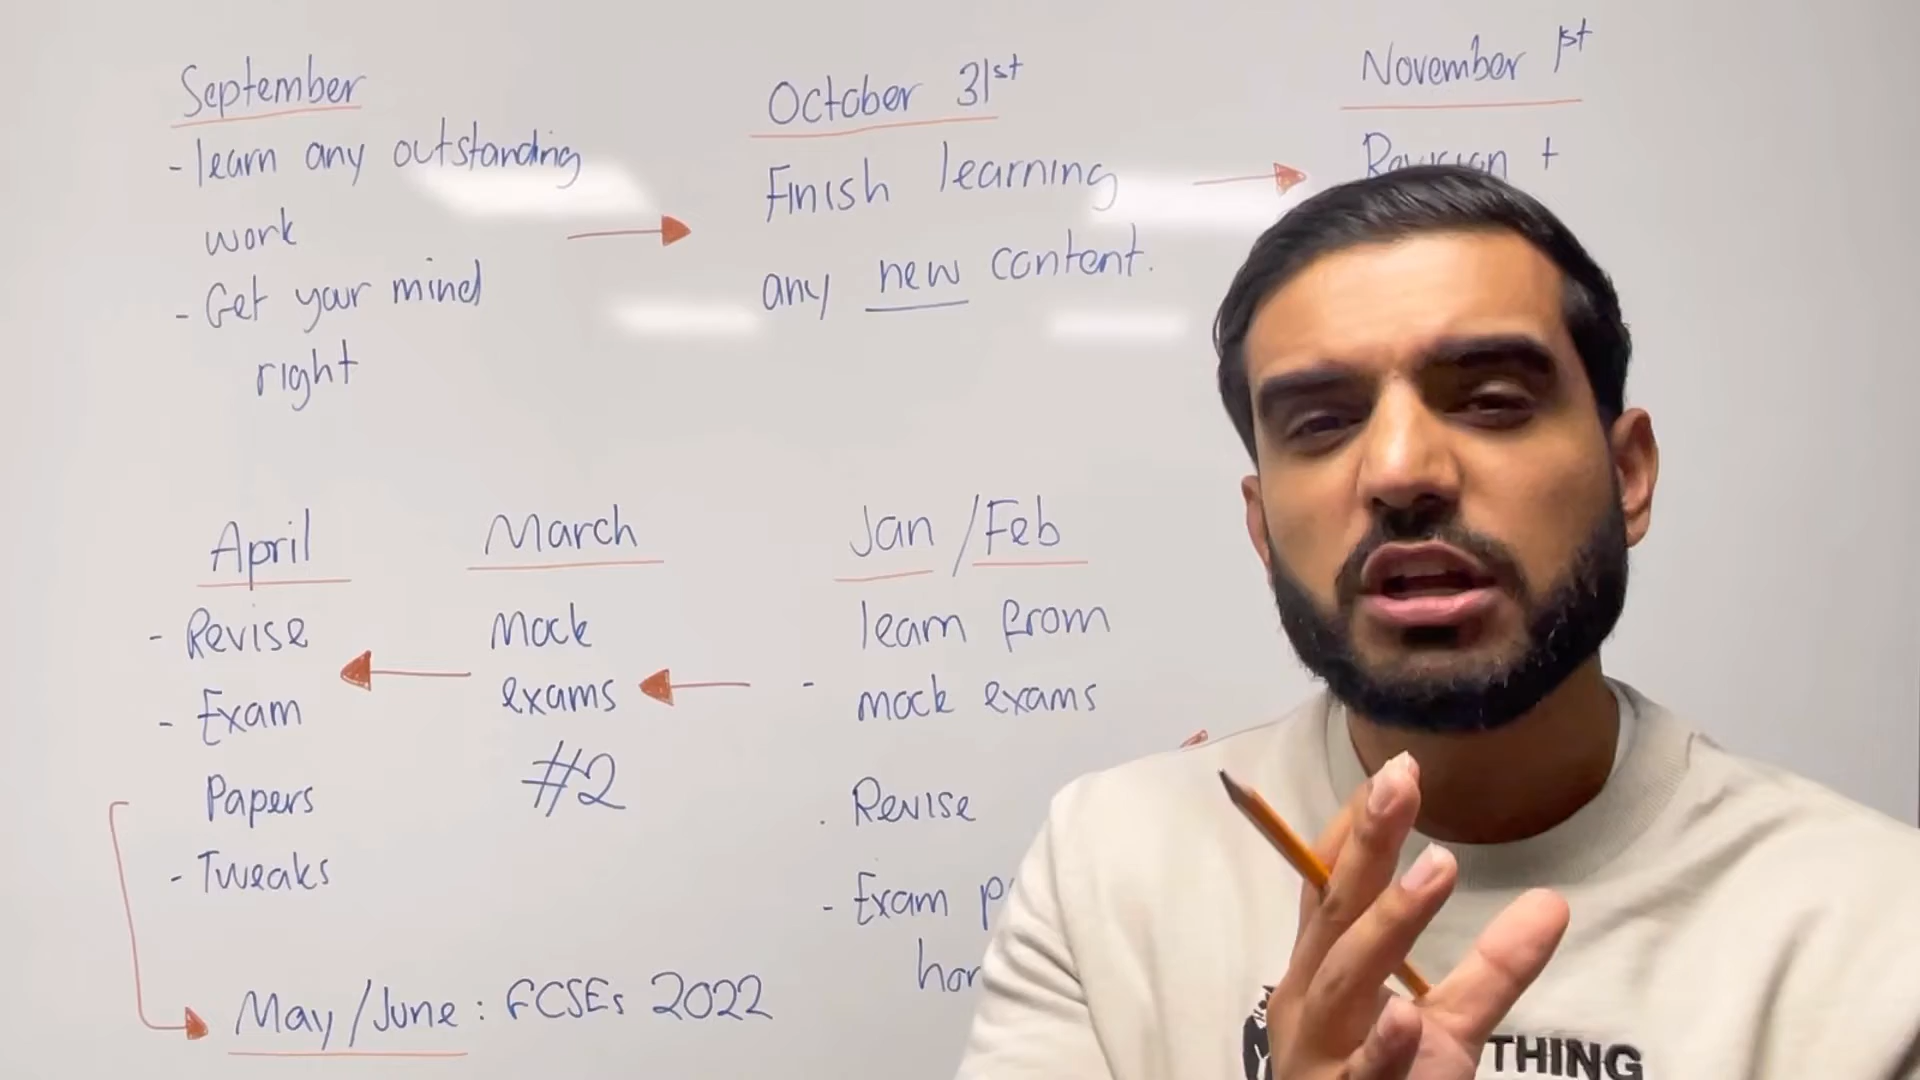 September
- learn any outstanding
work
- Get your mind
right
October 31st
Finish learning
any new content.
November 1st
Revision +
April
- Revise
- Exam
Papers
- Tweaks
March
Mock
exams
#2
Jan / Feb
- learn from
mock exams
. Revise
- Exam
May / June : GCSEs 2022
THING